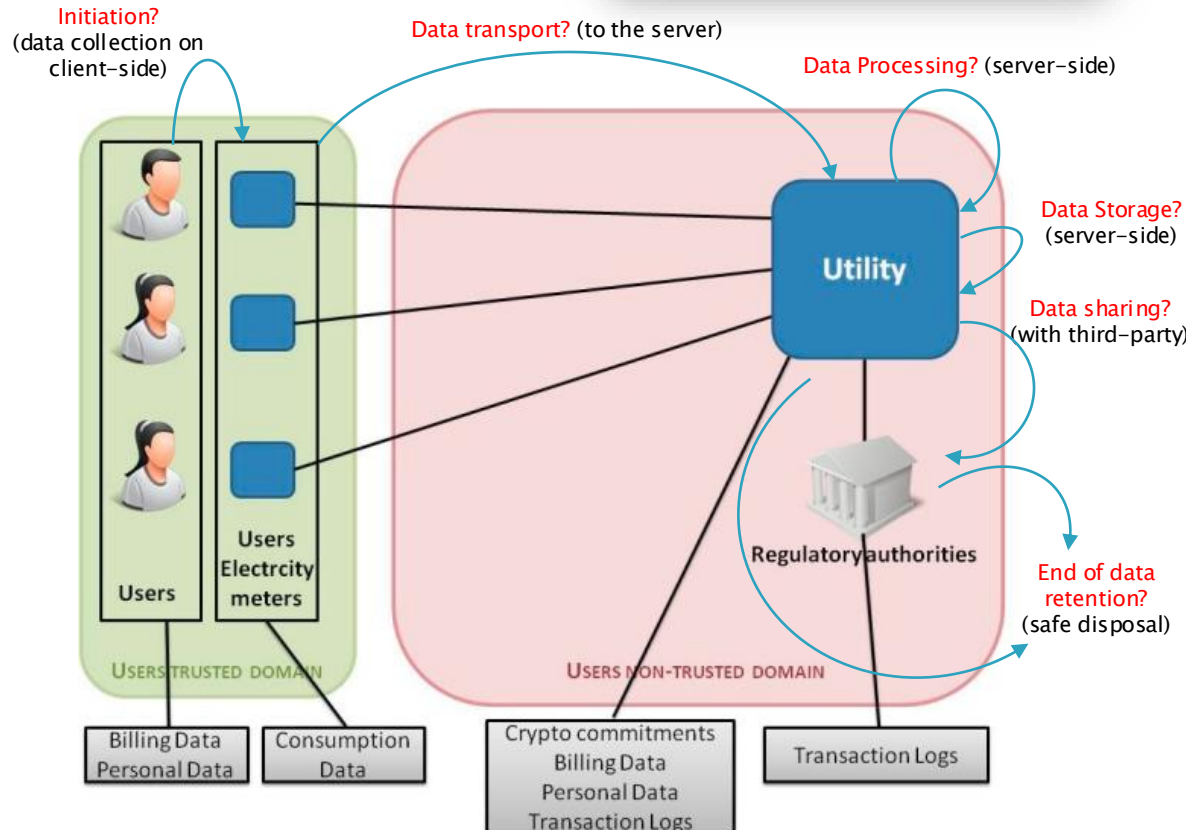 Initiation?
(data collection on
client-side)
Data transport? (to the server)
Data Processing? (server-side)
Data Storage?
(server-side)
Utility
Data sharing?
(with third-party)
Regulatory authorities
Users
Electrcity
meters
Users
End of data
retention?
(safe disposal)
USERS TRUSTED DOMAIN
USERS NON-TRUSTED DOMAIN
Billing Data
Personal Data
Consumption
Data
Crypto commitments
Billing Data
Personal Data
Transaction Logs
Transaction Logs